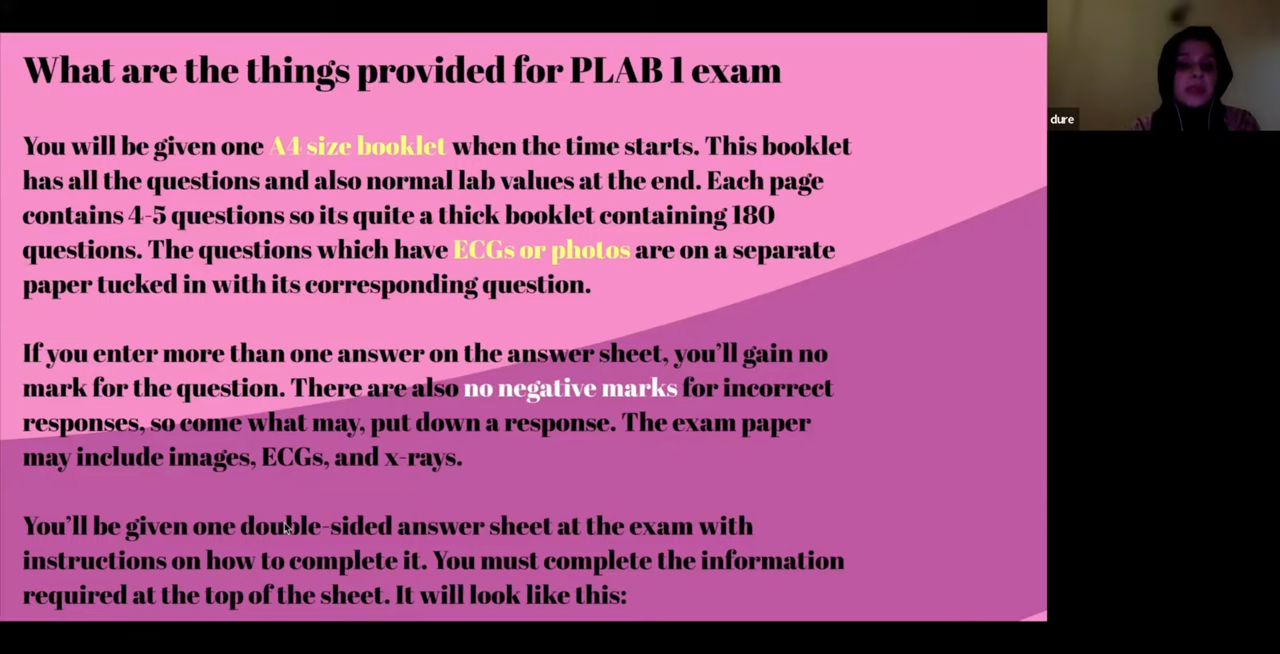 What are the things provided for PLAB 1 exam
You will be given one A4 size booklet when the time starts. This booklet
has all the questions and also normal lab values at the end. Each page
contains 4-5 questions so its quite a thick booklet containing 180
questions. The questions which have ECGs or photos are on a separate
paper tucked in with its corresponding question.
If you enter more than one answer on the answer sheet, you'll gain no
mark for the question. There are also no negative marks for incorrect
responses, so come what may, put down a response. The exam paper
may include images, ECGs, and x-rays.
You'll be given one double-sided answer sheet at the exam with
instructions on how to complete it. You must complete the information
required at the top of the sheet. It will look like this:
dure